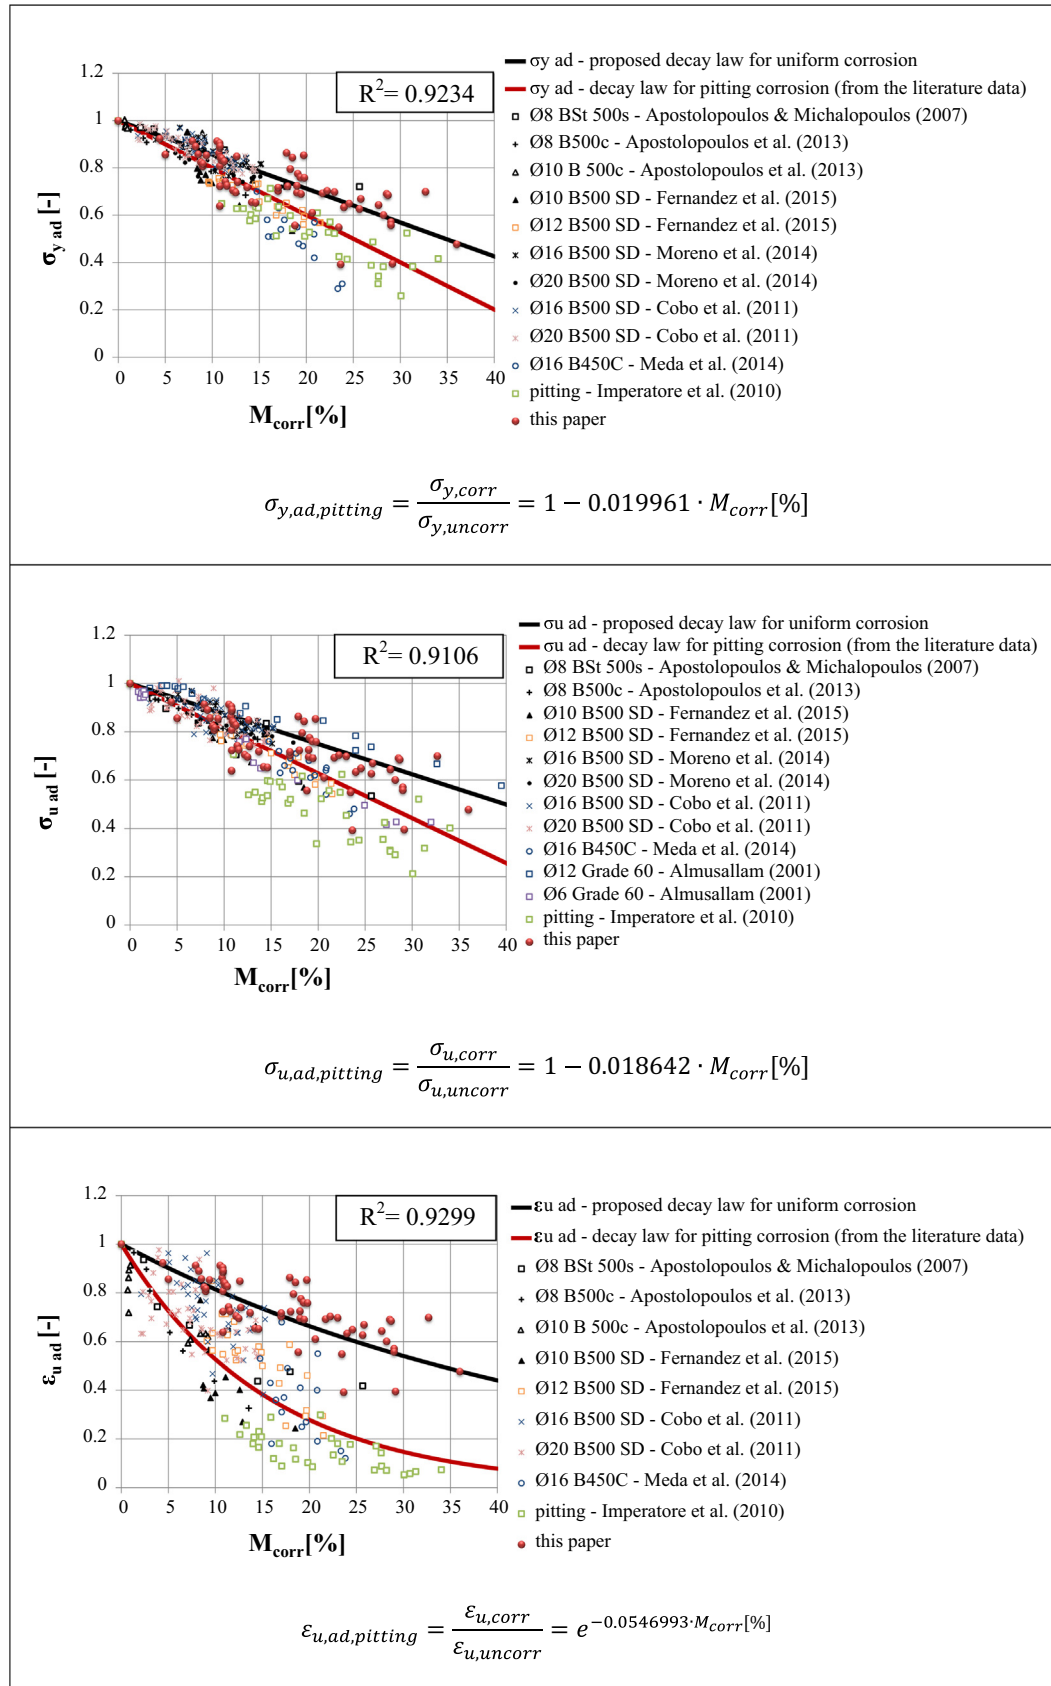 1.2
1
0.8
0.6
0.4
0.2
0
σy ad [-]
R²= 0.9234
0 5 10 15 20 25 30 35 40
Mcorr[%]
σy ad - proposed decay law for uniform corrosion
σy ad - decay law for pitting corrosion (from the literature data)
Ø8 BSt 500s - Apostolopoulos & Michalopoulos (2007)
Ø8 B500c - Apostolopoulos et al. (2013)
Ø10 B 500c - Apostolopoulos et al. (2013)
Ø10 B500 SD - Fernandez et al. (2015)
Ø12 B500 SD - Fernandez et al. (2015)
Ø16 B500 SD - Moreno et al. (2014)
Ø20 B500 SD - Moreno et al. (2014)
Ø16 B500 SD - Cobo et al. (2011)
Ø20 B500 SD - Cobo et al. (2011)
Ø16 B450C - Meda et al. (2014)
pitting - Imperatore et al. (2010)
this paper
σy,ad,pitting = σy,corr / σy,uncorr = 1 − 0.019961 · Mcorr[%]
1.2
1
0.8
0.6
0.4
0.2
0
σu ad [-]
R²= 0.9106
0 5 10 15 20 25 30 35 40
Mcorr[%]
σu ad - proposed decay law for uniform corrosion
σu ad - decay law for pitting corrosion (from the literature data)
Ø8 BSt 500s - Apostolopoulos & Michalopoulos (2007)
Ø8 B500c - Apostolopoulos et al. (2013)
Ø10 B500 SD - Fernandez et al. (2015)
Ø12 B500 SD - Fernandez et al. (2015)
Ø16 B500 SD - Moreno et al. (2014)
Ø20 B500 SD - Moreno et al. (2014)
Ø16 B500 SD - Cobo et al. (2011)
Ø20 B500 SD - Cobo et al. (2011)
Ø16 B450C - Meda et al. (2014)
Ø12 Grade 60 - Almusallam (2001)
Ø6 Grade 60 - Almusallam (2001)
pitting - Imperatore et al. (2010)
this paper
σu,ad,pitting = σu,corr / σu,uncorr = 1 − 0.018642 · Mcorr[%]
1.2
1
0.8
0.6
0.4
0.2
0
εu ad [-]
R²= 0.9299
0 5 10 15 20 25 30 35 40
Mcorr[%]
εu ad - proposed decay law for uniform corrosion
εu ad - decay law for pitting corrosion (from the literature data)
Ø8 BSt 500s - Apostolopoulos & Michalopoulos (2007)
Ø8 B500c - Apostolopoulos et al. (2013)
Ø10 B 500c - Apostolopoulos et al. (2013)
Ø10 B500 SD - Fernandez et al. (2015)
Ø12 B500 SD - Fernandez et al. (2015)
Ø16 B500 SD - Cobo et al. (2011)
Ø20 B500 SD - Cobo et al. (2011)
Ø16 B450C - Meda et al. (2014)
pitting - Imperatore et al. (2010)
this paper
εu,ad,pitting = εu,corr / εu,uncorr = e^−0.0546993·Mcorr[%]